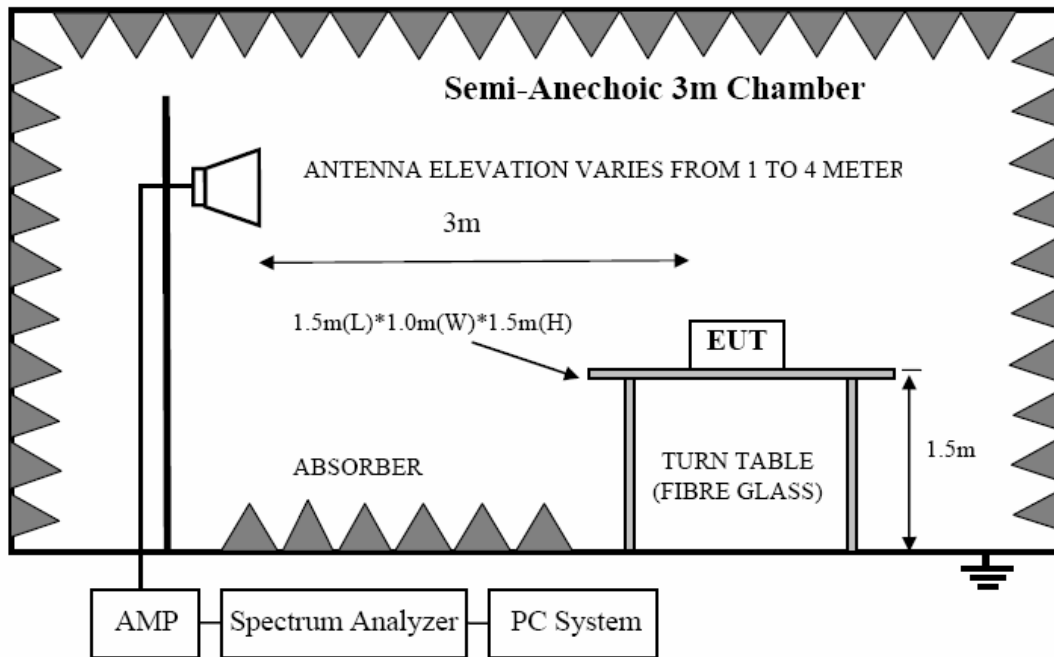 Semi-Anechoic 3m Chamber
ANTENNA ELEVATION VARIES FROM 1 TO 4 METER
3m
1.5m(L)*1.0m(W)*1.5m(H)
EUT
1.5m
ABSORBER
TURN TABLE
(FIBRE GLASS)
AMP
Spectrum Analyzer
PC System